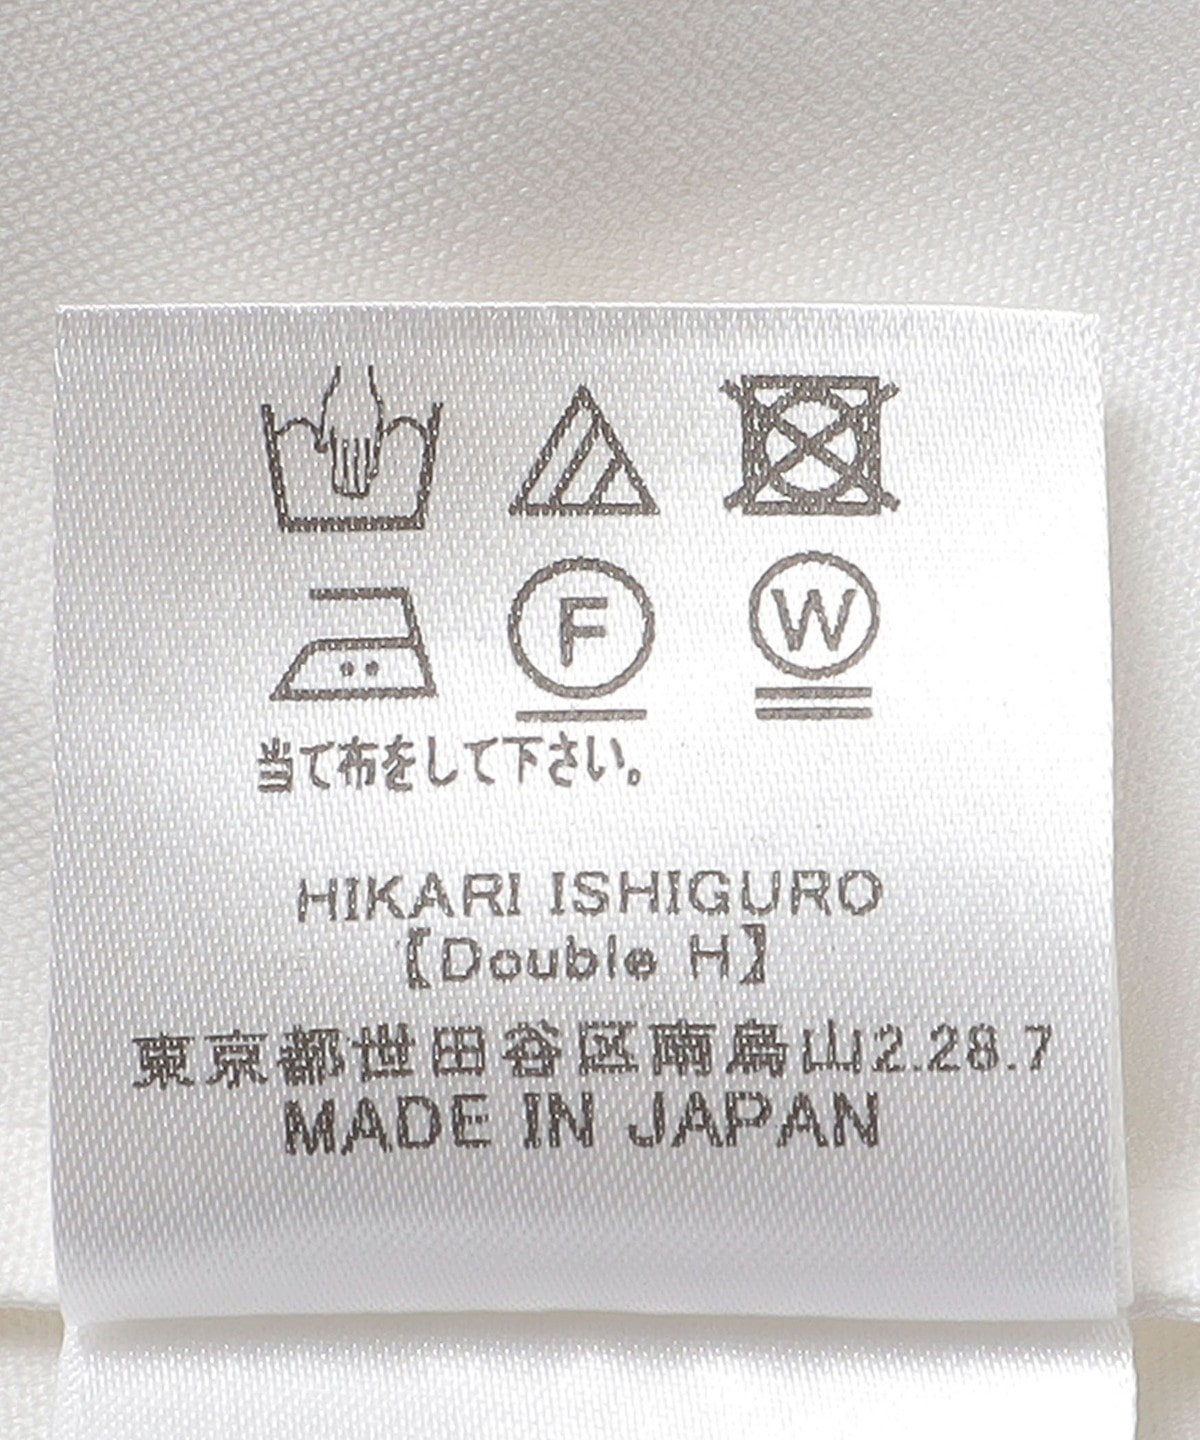 F W
当て布をして下さい。
HIKARI ISHIGURO
【Double H】
東京都世田谷区南烏山2.28.7
MADE IN JAPAN